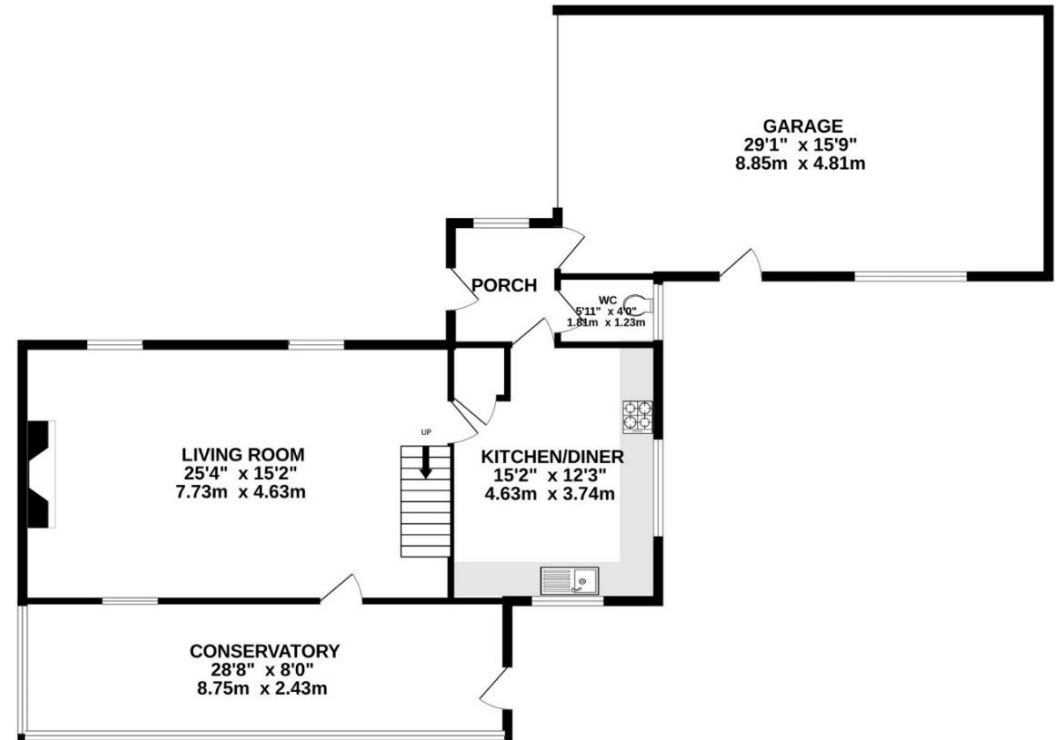 GARAGE
29'1" x 15'9"
8.85m x 4.81m
PORCH
WC
5'11" x 4'0"
1.81m x 1.23m
UP
LIVING ROOM
25'4" x 15'2"
7.73m x 4.63m
KITCHEN/DINER
15'2" x 12'3"
4.63m x 3.74m
CONSERVATORY
28'8" x 8'0"
8.75m x 2.43m